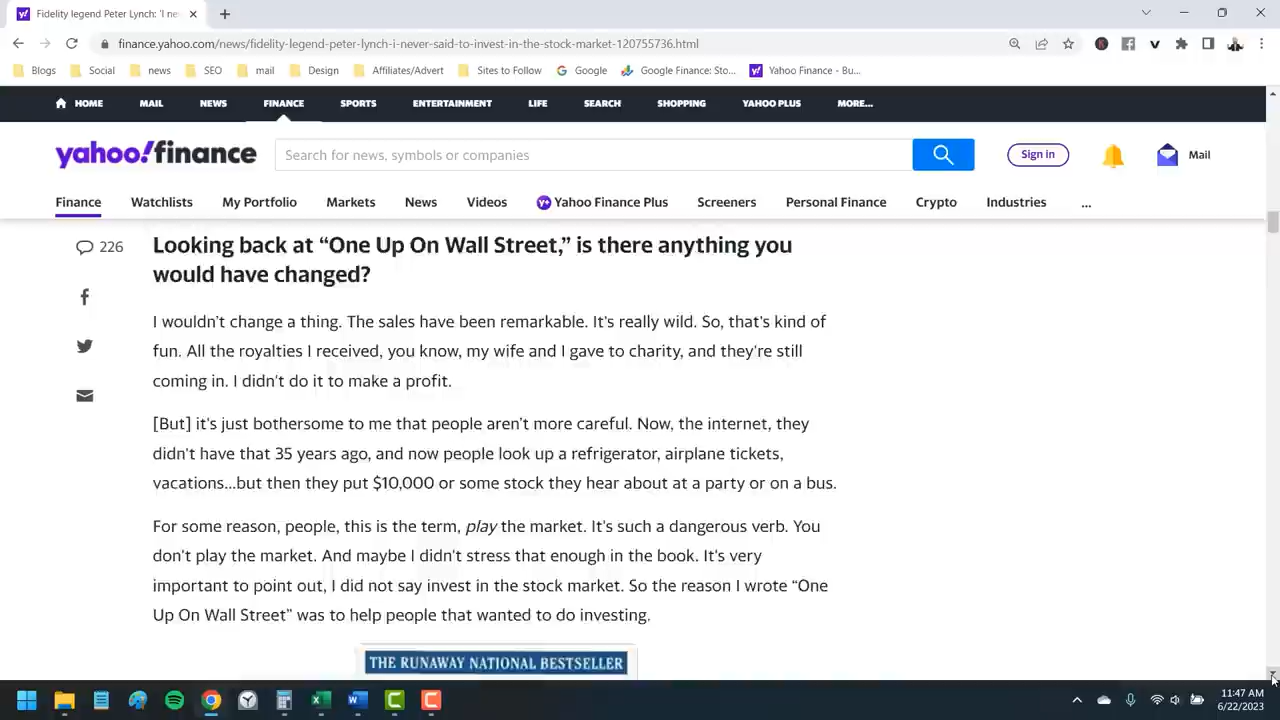 Fidelity legend Peter Lynch: 'I ne
finance.yahoo.com/news/fidelity-legend-peter-lynch-i-never-said-to-invest-in-the-stock-market-120755736.html
Blogs Social news SEO mail Design Affiliates/Advert Sites to Follow Google Google Finance: Sto... Yahoo Finance - Bu...
HOME MAIL NEWS FINANCE SPORTS ENTERTAINMENT LIFE SEARCH SHOPPING YAHOO PLUS MORE...
yahoo!finance Search for news, symbols or companies Sign in Mail
Finance Watchlists My Portfolio Markets News Videos Y+ Yahoo Finance Plus Screeners Personal Finance Crypto Industries ...
226
Looking back at “One Up On Wall Street,” is there anything you
would have changed?
I wouldn’t change a thing. The sales have been remarkable. It’s really wild. So, that’s kind of
fun. All the royalties I received, you know, my wife and I gave to charity, and they’re still
coming in. I didn’t do it to make a profit.
[But] it’s just bothersome to me that people aren’t more careful. Now, the internet, they
didn’t have that 35 years ago, and now people look up a refrigerator, airplane tickets,
vacations...but then they put $10,000 or some stock they hear about at a party or on a bus.
For some reason, people, this is the term, play the market. It’s such a dangerous verb. You
don’t play the market. And maybe I didn’t stress that enough in the book. It’s very
important to point out, I did not say invest in the stock market. So the reason I wrote “One
Up On Wall Street” was to help people that wanted to do investing.
THE RUNAWAY NATIONAL BESTSELLER
11:47 AM
6/22/2023